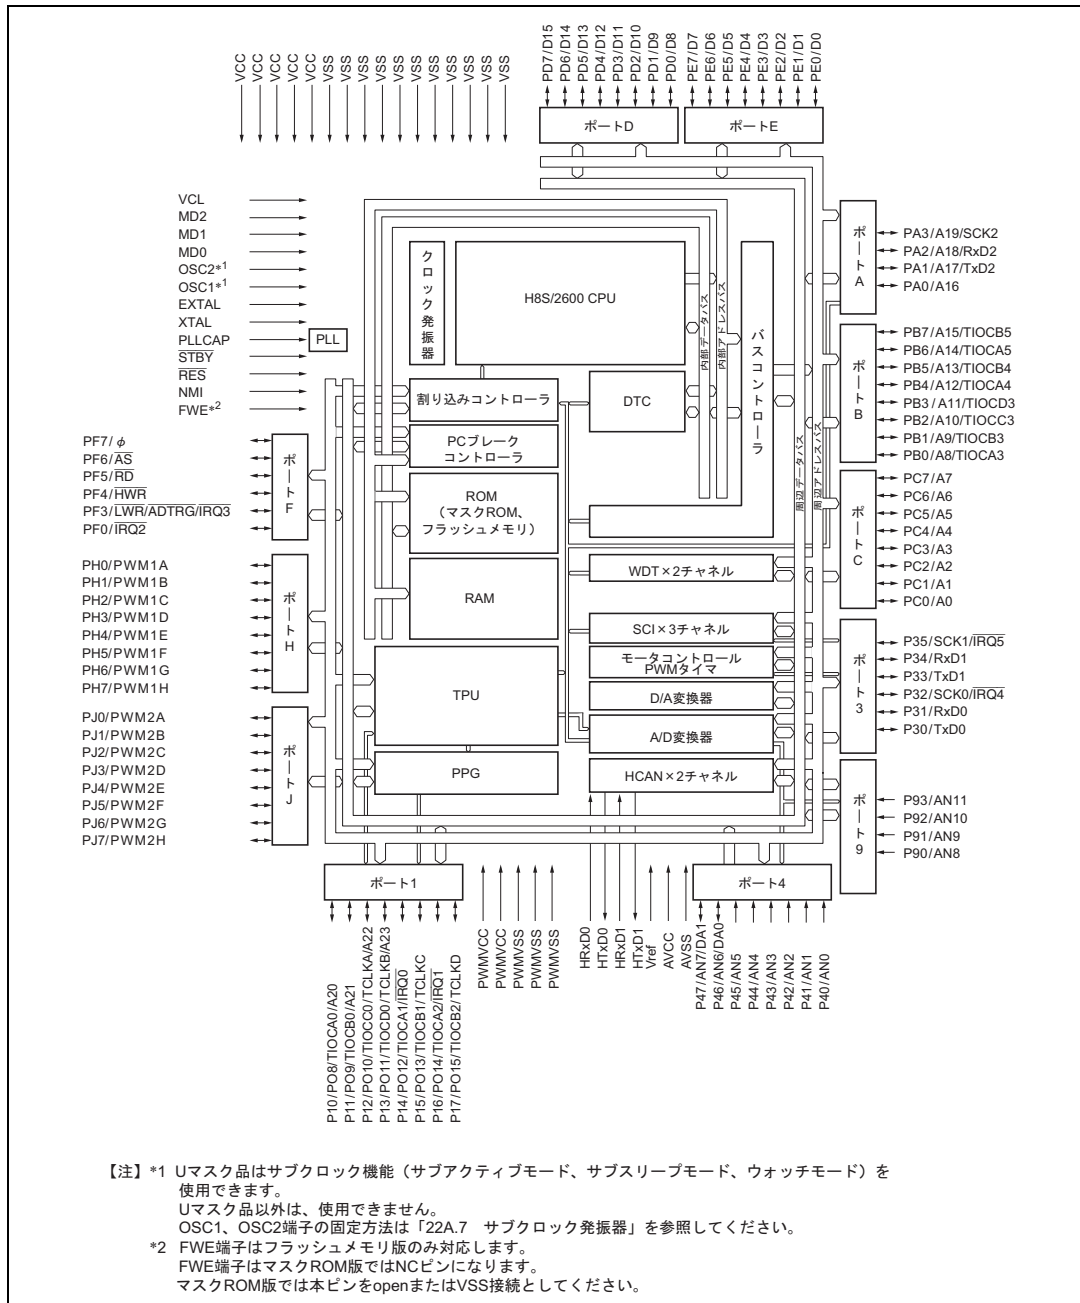 VCC
VCC
VCC
VCC
VCC
VSS
VSS
VSS
VSS
VSS
VSS
VSS
VSS
VSS
VSS
VSS
PD7/D15
PD6/D14
PD5/D13
PD4/D12
PD3/D11
PD2/D10
PD1/D9
PD0/D8
PE7/D7
PE6/D6
PE5/D5
PE4/D4
PE3/D3
PE2/D2
PE1/D1
PE0/D0
ポートD
ポートE
VCL
MD2
MD1
MD0
OSC2*1
OSC1*1
EXTAL
XTAL
PLLCAP
STBY
RES
NMI
FWE*2
PLL
クロック発振器
H8S/2600 CPU
内部データバス
内部アドレスバス
バスコントローラ
割り込みコントローラ
DTC
PCブレーク
コントローラ
ROM
(マスクROM、
フラッシュメモリ)
RAM
TPU
PPG
WDT×2チャネル
SCI×3チャネル
モータコントロール
PWMタイマ
D/A変換器
A/D変換器
HCAN×2チャネル
周辺データバス
周辺アドレスバス
ポートA
PA3/A19/SCK2
PA2/A18/RxD2
PA1/A17/TxD2
PA0/A16
ポートB
PB7/A15/TIOCB5
PB6/A14/TIOCA5
PB5/A13/TIOCB4
PB4/A12/TIOCA4
PB3/A11/TIOCD3
PB2/A10/TIOCC3
PB1/A9/TIOCB3
PB0/A8/TIOCA3
ポートC
PC7/A7
PC6/A6
PC5/A5
PC4/A4
PC3/A3
PC2/A2
PC1/A1
PC0/A0
ポート3
P35/SCK1/IRQ5
P34/RxD1
P33/TxD1
P32/SCK0/IRQ4
P31/RxD0
P30/TxD0
ポート9
P93/AN11
P92/AN10
P91/AN9
P90/AN8
PF7/φ
PF6/AS
PF5/RD
PF4/HWR
PF3/LWR/ADTRG/IRQ3
PF0/IRQ2
ポートF
PH0/PWM1A
PH1/PWM1B
PH2/PWM1C
PH3/PWM1D
PH4/PWM1E
PH5/PWM1F
PH6/PWM1G
PH7/PWM1H
ポートH
PJ0/PWM2A
PJ1/PWM2B
PJ2/PWM2C
PJ3/PWM2D
PJ4/PWM2E
PJ5/PWM2F
PJ6/PWM2G
PJ7/PWM2H
ポートJ
ポート1
ポート4
P10/PO8/TIOCA0/A20
P11/PO9/TIOCB0/A21
P12/PO10/TIOCC0/TCLKA/A22
P13/PO11/TIOCD0/TCLKB/A23
P14/PO12/TIOCA1/IRQ0
P15/PO13/TIOCB1/TCLKC
P16/PO14/TIOCA2/IRQ1
P17/PO15/TIOCB2/TCLKD
PWMVCC
PWMVCC
PWMVSS
PWMVSS
PWMVSS
HRxD0
HTxD0
HRxD1
HTxD1
Vref
AVCC
AVSS
P47/AN7/DA1
P46/AN6/DA0
P45/AN5
P44/AN4
P43/AN3
P42/AN2
P41/AN1
P40/AN0
【注】*1 Uマスク品はサブクロック機能(サブアクティブモード、サブスリープモード、ウォッチモード)を
使用できます。
Uマスク品以外は、使用できません。
OSC1、OSC2端子の固定方法は「22A.7 サブクロック発振器」を参照してください。
*2 FWE端子はフラッシュメモリ版のみ対応します。
FWE端子はマスクROM版ではNCピンになります。
マスクROM版では本ピンをopenまたはVSS接続としてください。